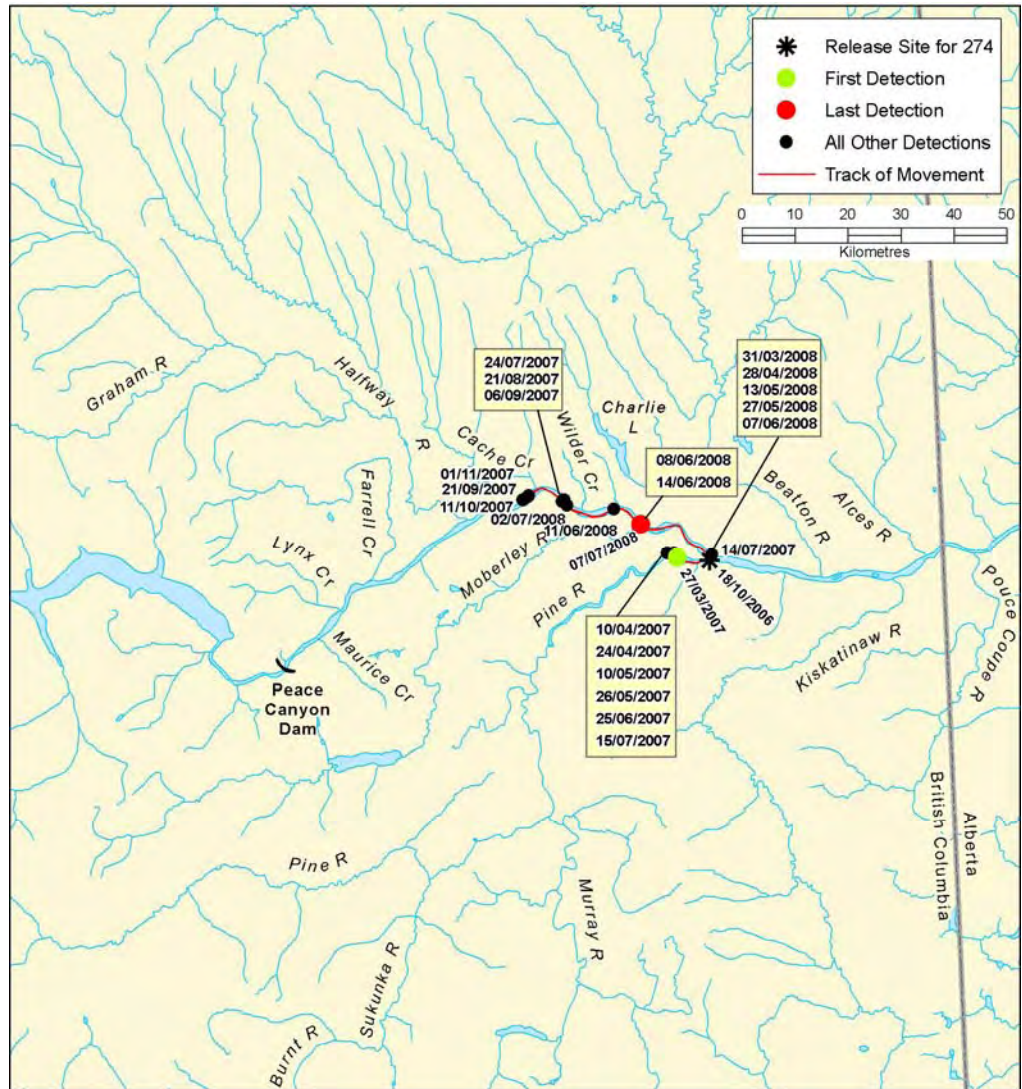 Release Site for 274
First Detection
Last Detection
All Other Detections
Track of Movement
0 10 20 30 40 50
Kilometres
Graham R
Halfway
R
24/07/2007
21/08/2007
06/09/2007
31/03/2008
28/04/2008
13/05/2008
27/05/2008
07/06/2008
Charlie
L
Wilder Cr
Cache Cr
08/06/2008
14/06/2008
01/11/2007
21/09/2007
11/10/2007
02/07/2008
11/06/2008
07/07/2008
Beatton R
Alces R
Farrell Cr
Lynx Cr
Moberley R
Pine R
14/07/2007
18/10/2006
27/03/2007
Maurice Cr
Peace
Canyon
Dam
10/04/2007
24/04/2007
10/05/2007
26/05/2007
25/06/2007
15/07/2007
Kiskatinaw R
Pouce Coupe R
British Columbia
Alberta
Pine R
Murray R
Sukunka R
Burnt R